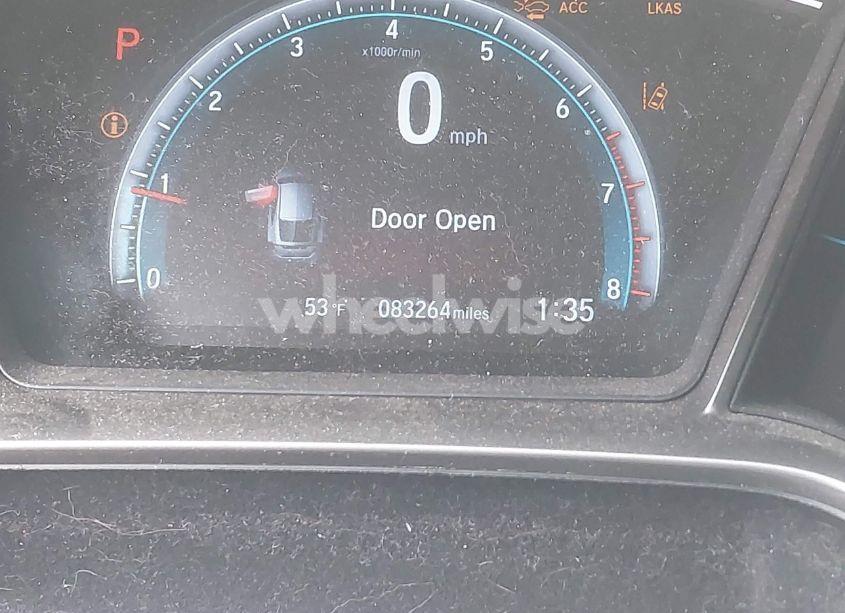 ACC LKAS
P
4
3 5
x1000r/min
2 6
0 mph
i
1 7
Door Open
0 8
53°F 083264 miles 1:35
wheelwise